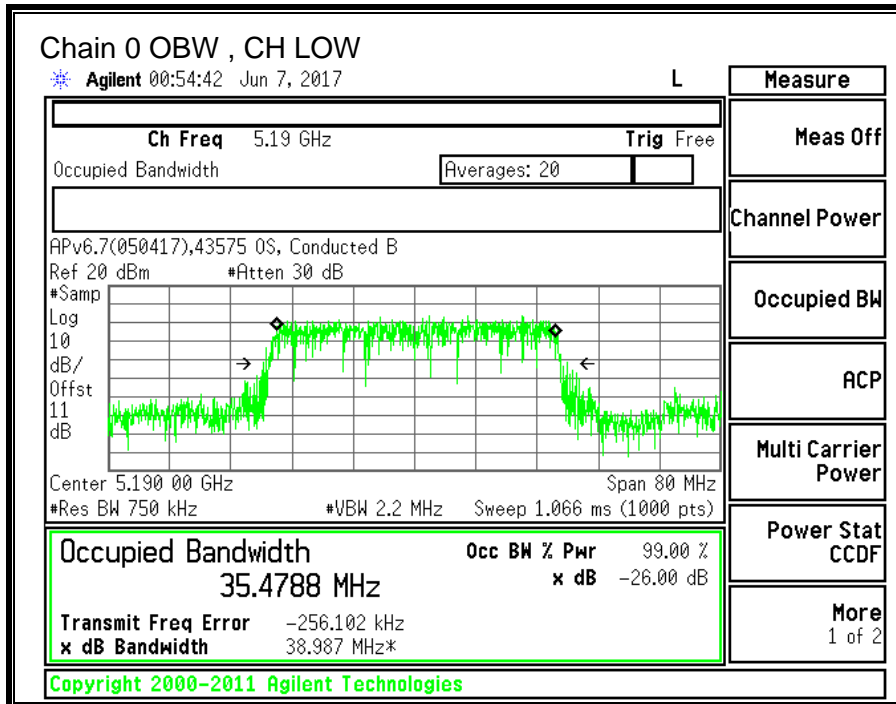 Chain 0 OBW , CH LOW
Agilent 00:54:42 Jun 7, 2017 L
Measure
Ch Freq 5.19 GHz Trig Free
Meas Off
Occupied Bandwidth Averages: 20
Channel Power
APv6.7(050417),43575 OS, Conducted B
Ref 20 dBm #Atten 30 dB
#Samp
Log
10
dB/
Offst
11
dB
Occupied BW
ACP
Multi Carrier
Power
Center 5.190 00 GHz Span 80 MHz
#Res BW 750 kHz #VBW 2.2 MHz Sweep 1.066 ms (1000 pts)
Power Stat
CCDF
Occupied Bandwidth Occ BW % Pwr 99.00 %
35.4788 MHz x dB -26.00 dB
Transmit Freq Error -256.102 kHz
x dB Bandwidth 38.987 MHz*
More
1 of 2
Copyright 2000-2011 Agilent Technologies